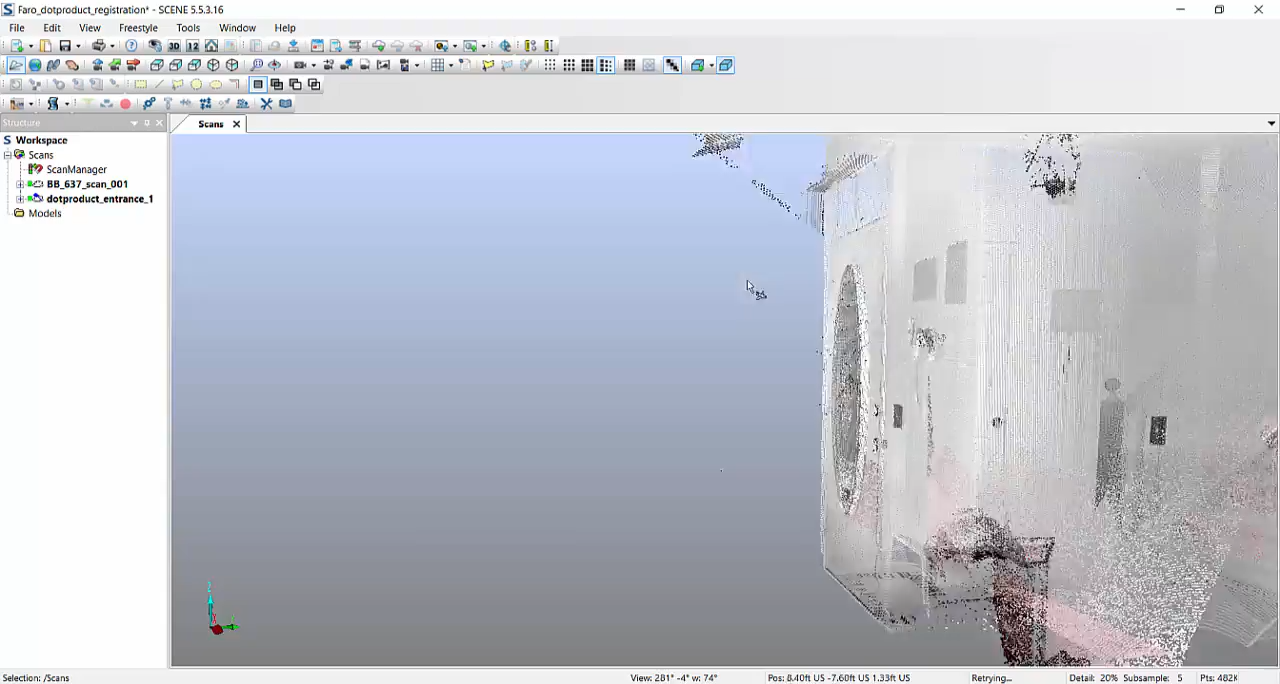 Faro_dotproduct_registration* - SCENE 5.5.3.16
File Edit View Freestyle Tools Window Help
3D 12
Structure
Scans
Workspace
Scans
ScanManager
BB_637_scan_001
dotproduct_entrance_1
Models
Z
Selection: /Scans View: 281° -4° w: 74° Pos: 8.40ft US -7.60ft US 1.33ft US Retrying... Detail: 20% Subsample: 5 Pts: 482K